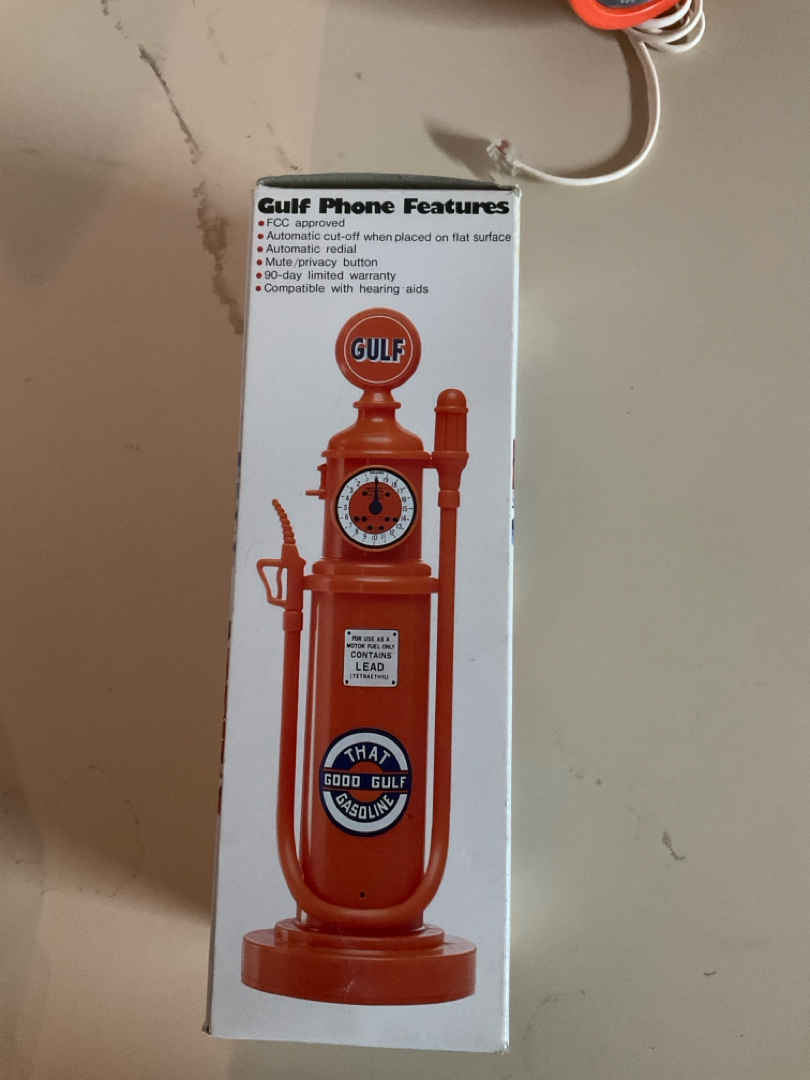 Gulf Phone Features
• FCC approved
• Automatic cut-off when placed on flat surface
• Automatic redial
• Mute/privacy button
• 90-day limited warranty
• Compatible with hearing aids
GULF
FOR USE AS A
MOTOR FUEL ONLY
CONTAINS
LEAD
(TETRAETHYL)
THAT
GOOD GULF
GASOLINE